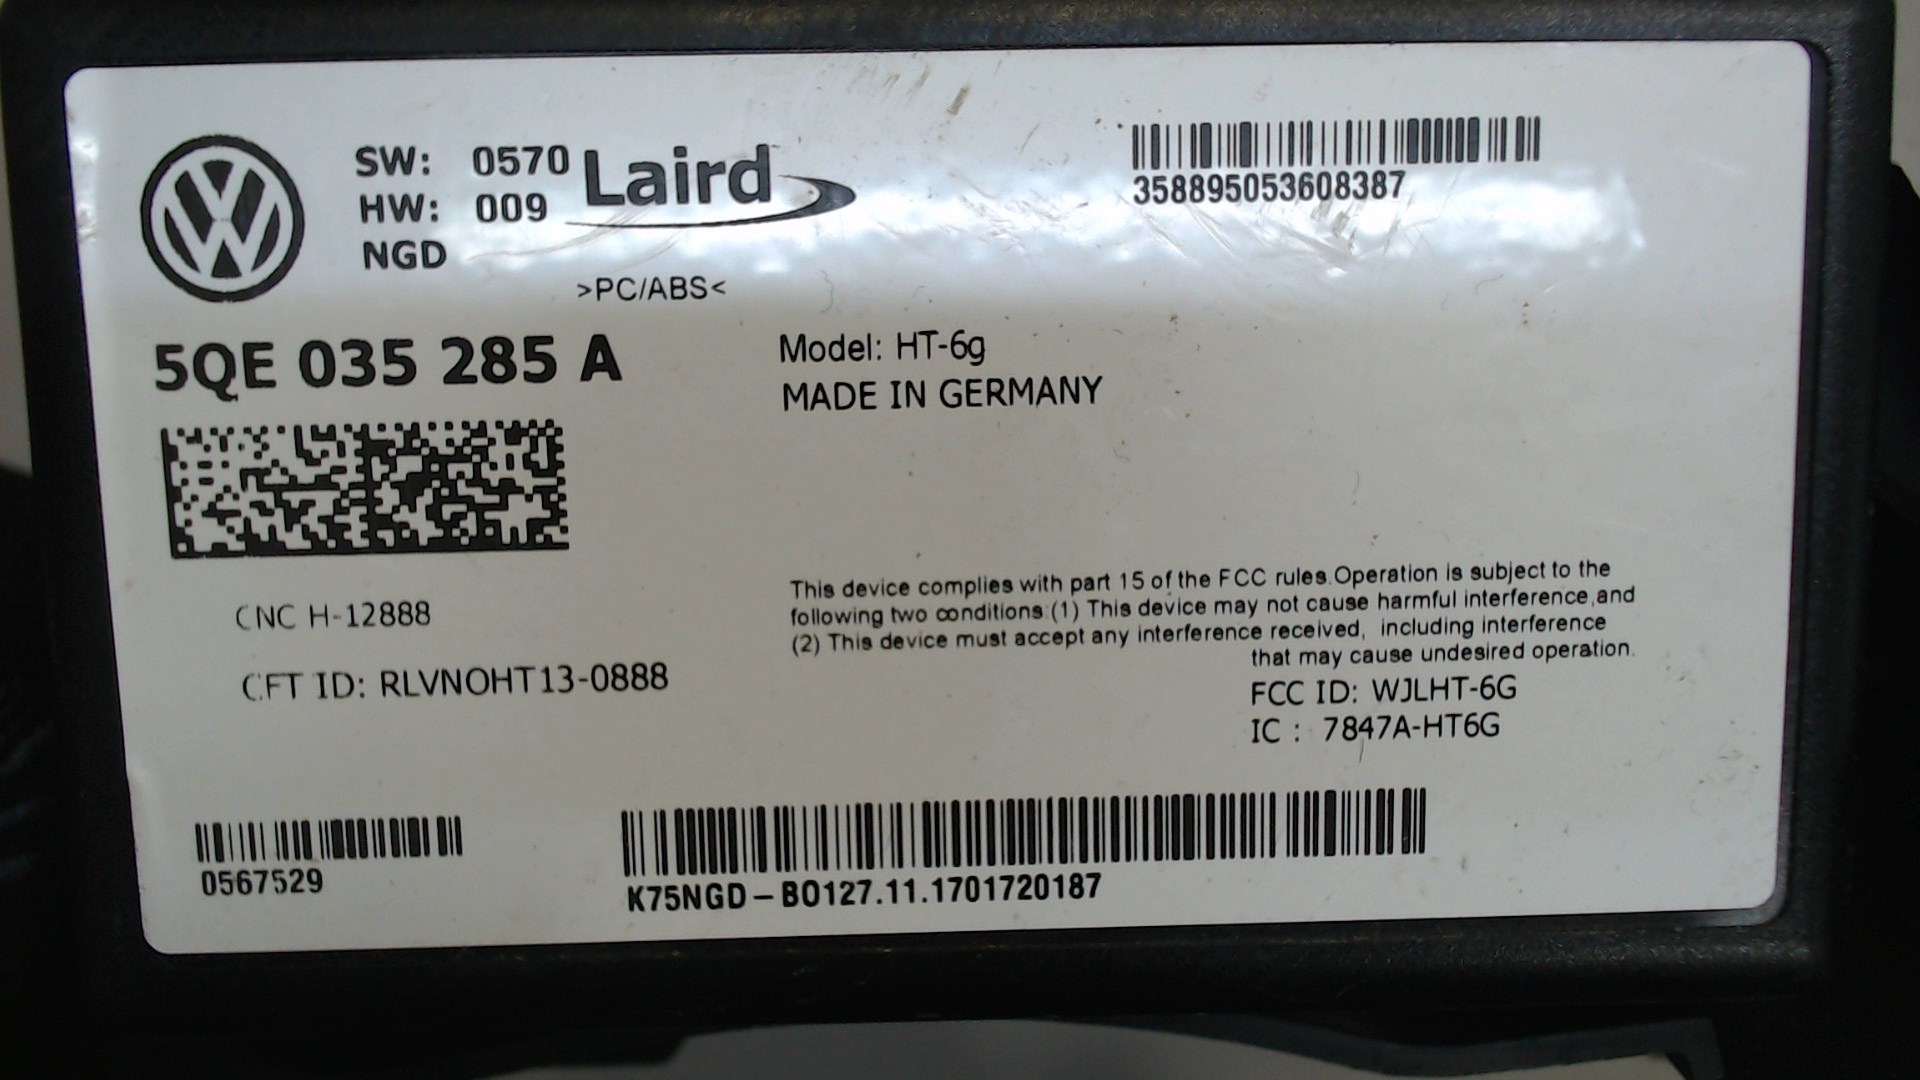 SW: 0570
HW: 009
NGD
Laird
>PC/ABS<
358895053608387
5QE 035 285 A
Model: HT-6g
MADE IN GERMANY
CNC H-12888
CFT ID: RLVNOHT13-0888
This device complies with part 15 of the FCC rules.Operation is subject to the
following two conditions:(1) This device may not cause harmful interference,and
(2) This device must accept any interference received, including interference
that may cause undesired operation.
FCC ID: WJLHT-6G
IC : 7847A-HT6G
0567529
K75NGD-BO127.11.1701720187